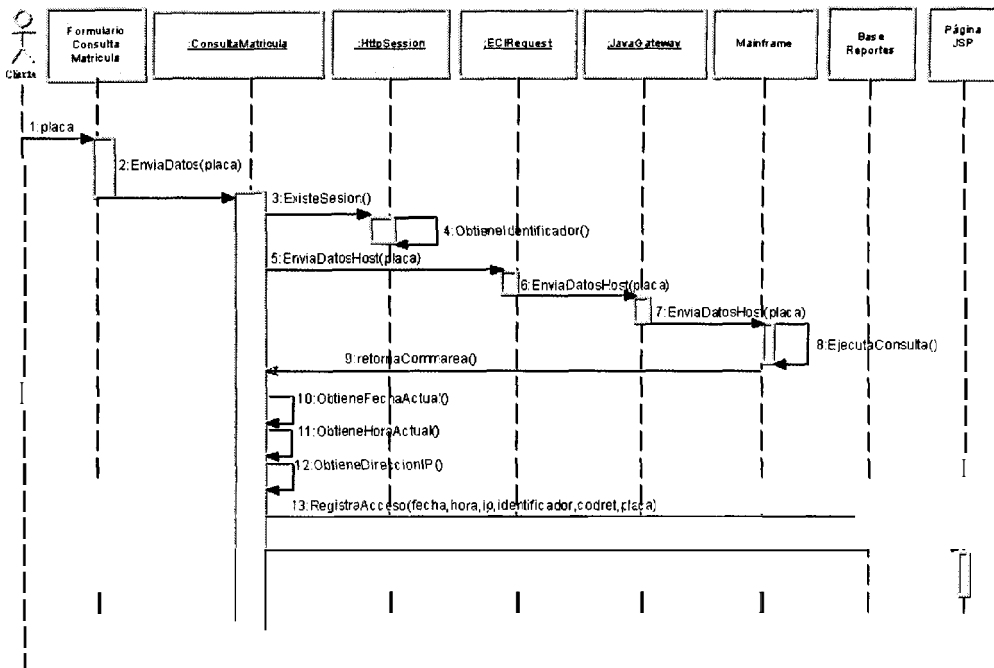 Formulario
Consulta
Matricula
:ConsultaMatricula
:HttpSession
:ECIRequest
:JavaGateway
Mainframe
Base
Reportes
Página
JSP
Cliente
1:placa
2:EnviaDatos(placa)
3:ExisteSesion()
4:ObtieneIdentificador()
5:EnviaDatosHost(placa)
6:EnviaDatosHost(placa)
7:EnviaDatosHost(placa)
8:EjecutaConsulta()
9:retornaCommarea()
10:ObtieneFechaActual()
11:ObtieneHoraActual()
12:ObtieneDireccionIP()
13:RegistraAcceso(fecha,hora,ip,identificador,codret,placa)